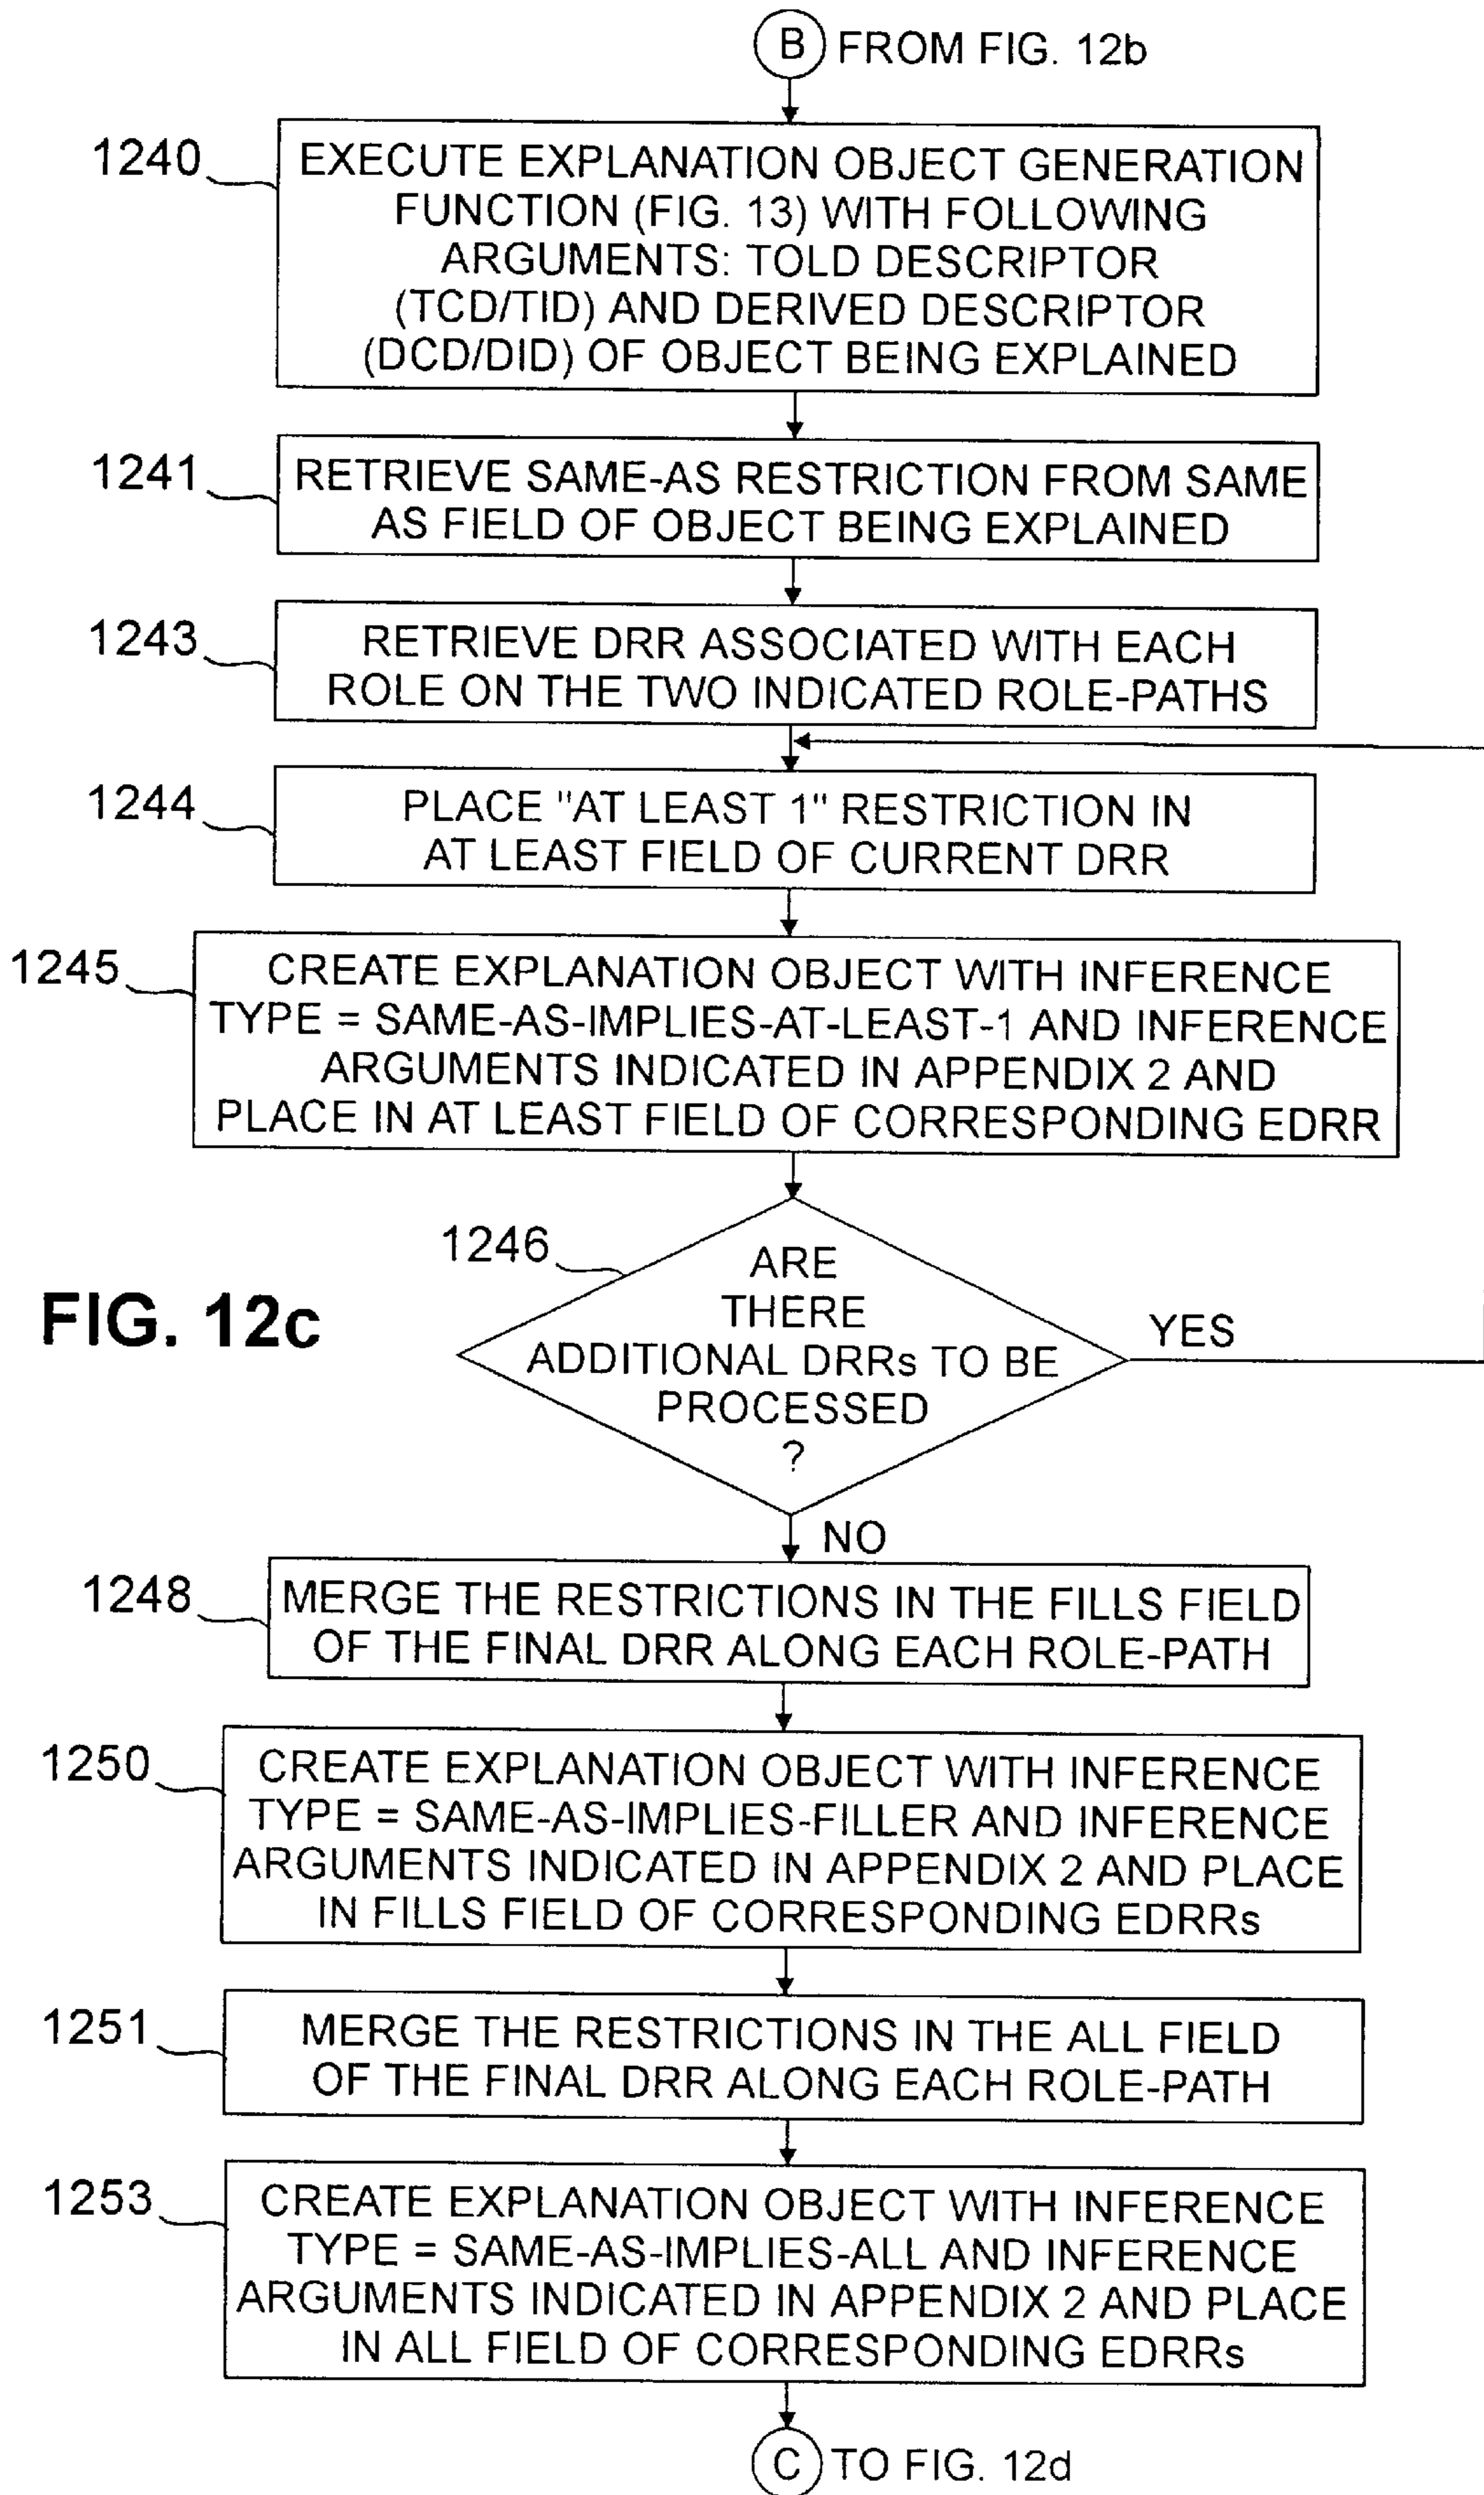 B FROM FIG. 12b
1240
EXECUTE EXPLANATION OBJECT GENERATION
FUNCTION (FIG. 13) WITH FOLLOWING
ARGUMENTS: TOLD DESCRIPTOR
(TCD/TID) AND DERIVED DESCRIPTOR
(DCD/DID) OF OBJECT BEING EXPLAINED
1241
RETRIEVE SAME-AS RESTRICTION FROM SAME
AS FIELD OF OBJECT BEING EXPLAINED
1243
RETRIEVE DRR ASSOCIATED WITH EACH
ROLE ON THE TWO INDICATED ROLE-PATHS
1244
PLACE "AT LEAST 1" RESTRICTION IN
AT LEAST FIELD OF CURRENT DRR
1245
CREATE EXPLANATION OBJECT WITH INFERENCE
TYPE = SAME-AS-IMPLIES-AT-LEAST-1 AND INFERENCE
ARGUMENTS INDICATED IN APPENDIX 2 AND
PLACE IN AT LEAST FIELD OF CORRESPONDING EDRR
1246
ARE
THERE
ADDITIONAL DRRs TO BE
PROCESSED
?
YES
FIG. 12c
NO
1248
MERGE THE RESTRICTIONS IN THE FILLS FIELD
OF THE FINAL DRR ALONG EACH ROLE-PATH
1250
CREATE EXPLANATION OBJECT WITH INFERENCE
TYPE = SAME-AS-IMPLIES-FILLER AND INFERENCE
ARGUMENTS INDICATED IN APPENDIX 2 AND PLACE
IN FILLS FIELD OF CORRESPONDING EDRRs
1251
MERGE THE RESTRICTIONS IN THE ALL FIELD
OF THE FINAL DRR ALONG EACH ROLE-PATH
1253
CREATE EXPLANATION OBJECT WITH INFERENCE
TYPE = SAME-AS-IMPLIES-ALL AND INFERENCE
ARGUMENTS INDICATED IN APPENDIX 2 AND PLACE
IN ALL FIELD OF CORRESPONDING EDRRs
C TO FIG. 12d